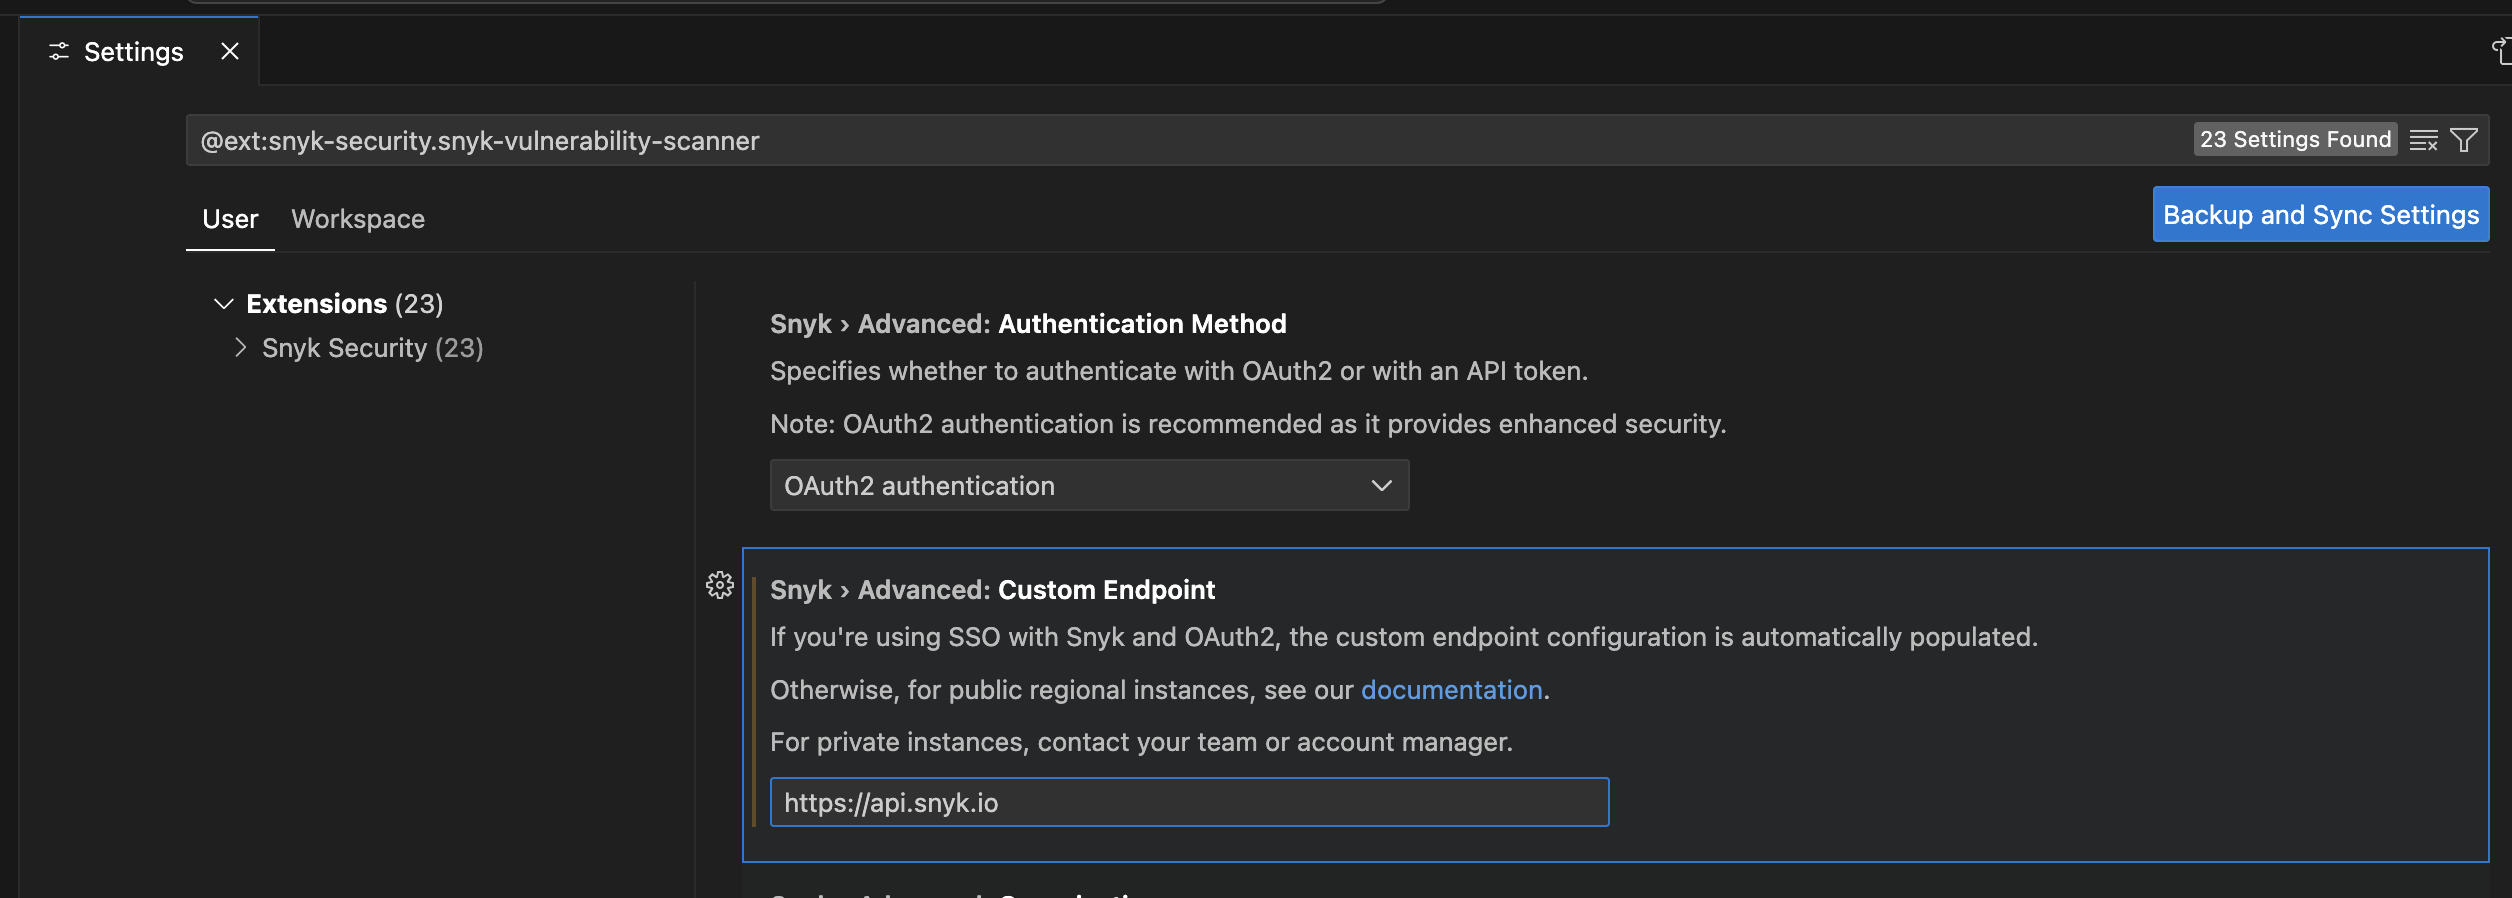 Settings
@ext:snyk-security.snyk-vulnerability-scanner
23 Settings Found
User Workspace
Backup and Sync Settings
Extensions (23)
Snyk Security (23)
Snyk › Advanced: Authentication Method
Specifies whether to authenticate with OAuth2 or with an API token.
Note: OAuth2 authentication is recommended as it provides enhanced security.
OAuth2 authentication
Snyk › Advanced: Custom Endpoint
If you're using SSO with Snyk and OAuth2, the custom endpoint configuration is automatically populated.
Otherwise, for public regional instances, see our documentation.
For private instances, contact your team or account manager.
https://api.snyk.io